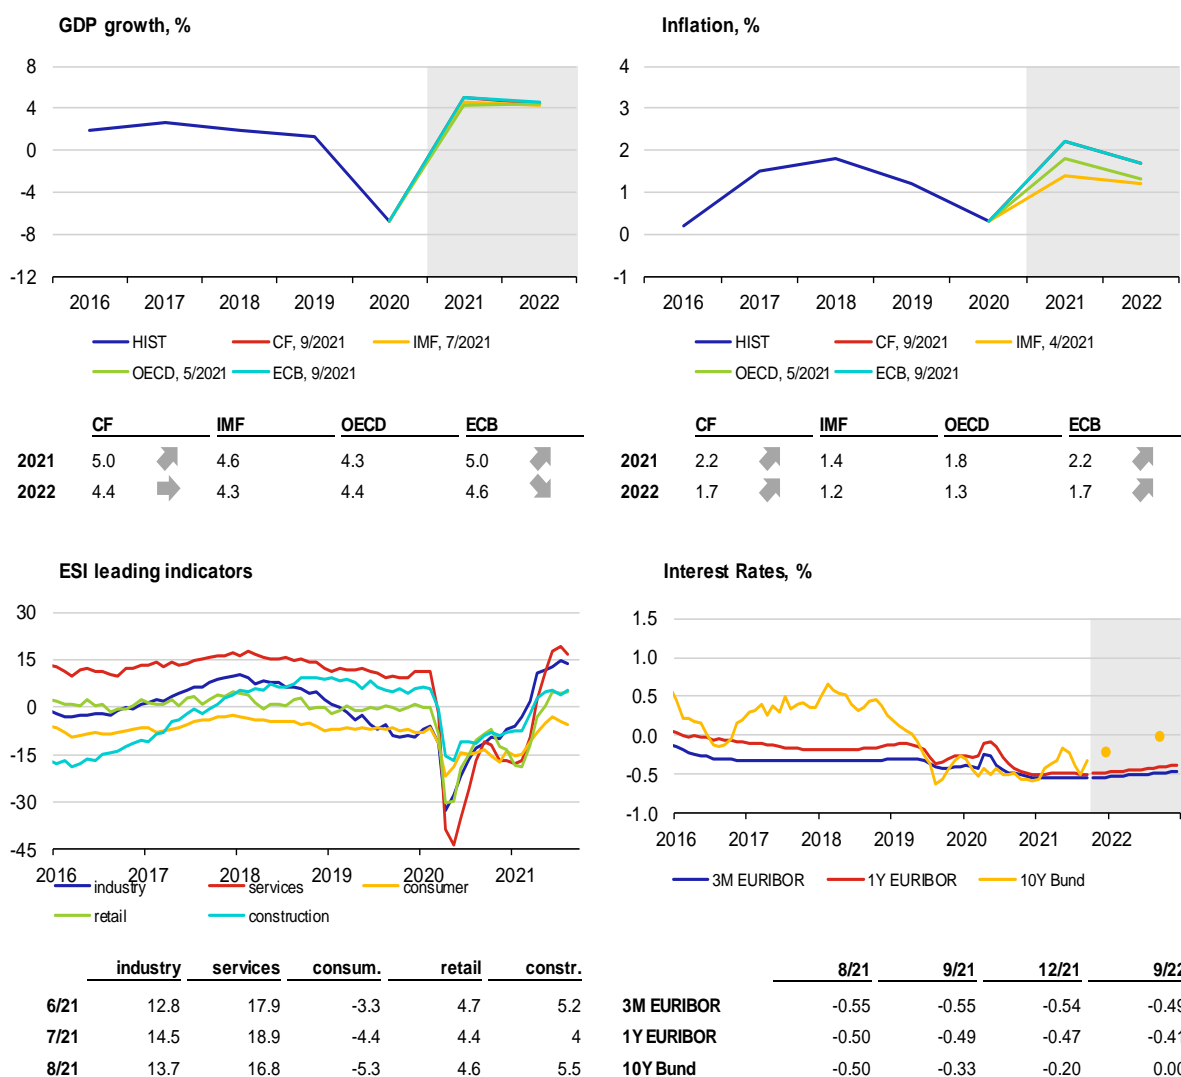 GDP growth, %
8
4
0
-4
-8
-12
2016 2017 2018 2019 2020 2021 2022
HIST CF, 9/2021 IMF, 7/2021
OECD, 5/2021 ECB, 9/2021
CF IMF OECD ECB
2021 5.0 4.6 4.3 5.0
2022 4.4 4.3 4.4 4.6
Inflation, %
4
3
2
1
0
-1
2016 2017 2018 2019 2020 2021 2022
HIST CF, 9/2021 IMF, 4/2021
OECD, 5/2021 ECB, 9/2021
CF IMF OECD ECB
2021 2.2 1.4 1.8 2.2
2022 1.7 1.2 1.3 1.7
ESI leading indicators
30
15
0
-15
-30
-45
2016 2017 2018 2019 2020 2021
industry services consumer
retail construction
industry services consum. retail constr.
6/21 12.8 17.9 -3.3 4.7 5.2
7/21 14.5 18.9 -4.4 4.4 4
8/21 13.7 16.8 -5.3 4.6 5.5
Interest Rates, %
1.5
1.0
0.5
0.0
-0.5
-1.0
2016 2017 2018 2019 2020 2021 2022
3M EURIBOR 1Y EURIBOR 10Y Bund
8/21 9/21 12/21 9/22
3M EURIBOR -0.55 -0.55 -0.54 -0.49
1Y EURIBOR -0.50 -0.49 -0.47 -0.41
10Y Bund -0.50 -0.33 -0.20 0.00